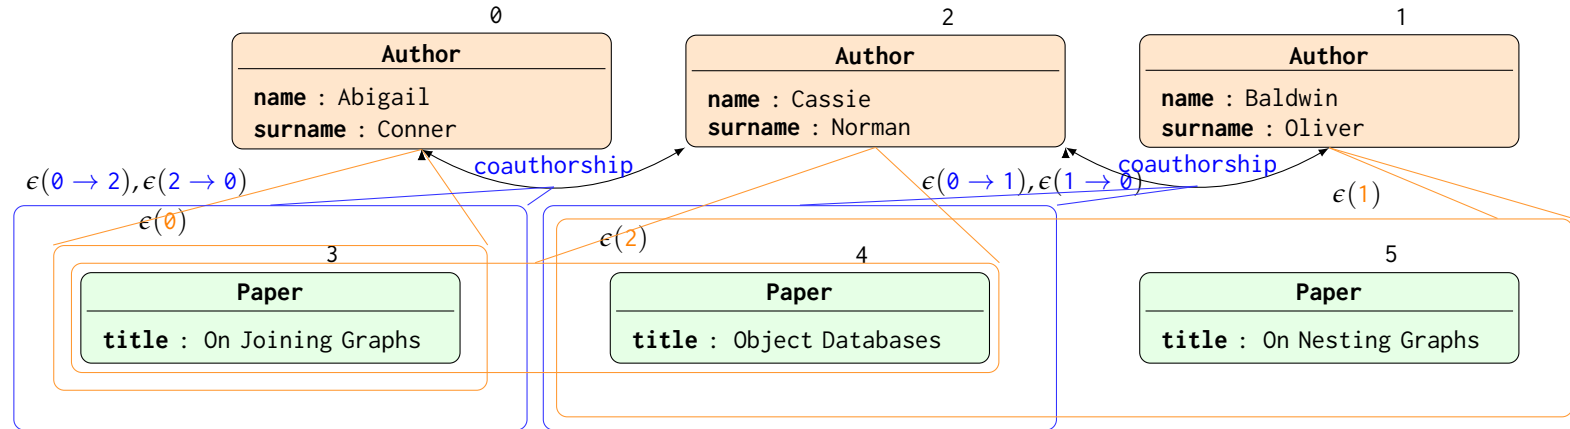 0 2 1
Author Author Author
name : Abigail name : Cassie name : Baldwin
surname : Conner surname : Norman surname : Oliver
coauthorship coauthorship
ϵ(0 → 2),ϵ(2 → 0) ϵ(0 → 1),ϵ(1 → 0) ϵ(1)
ϵ(0) ϵ(2)
3 4 5
Paper Paper Paper
title : On Joining Graphs title : Object Databases title : On Nesting Graphs